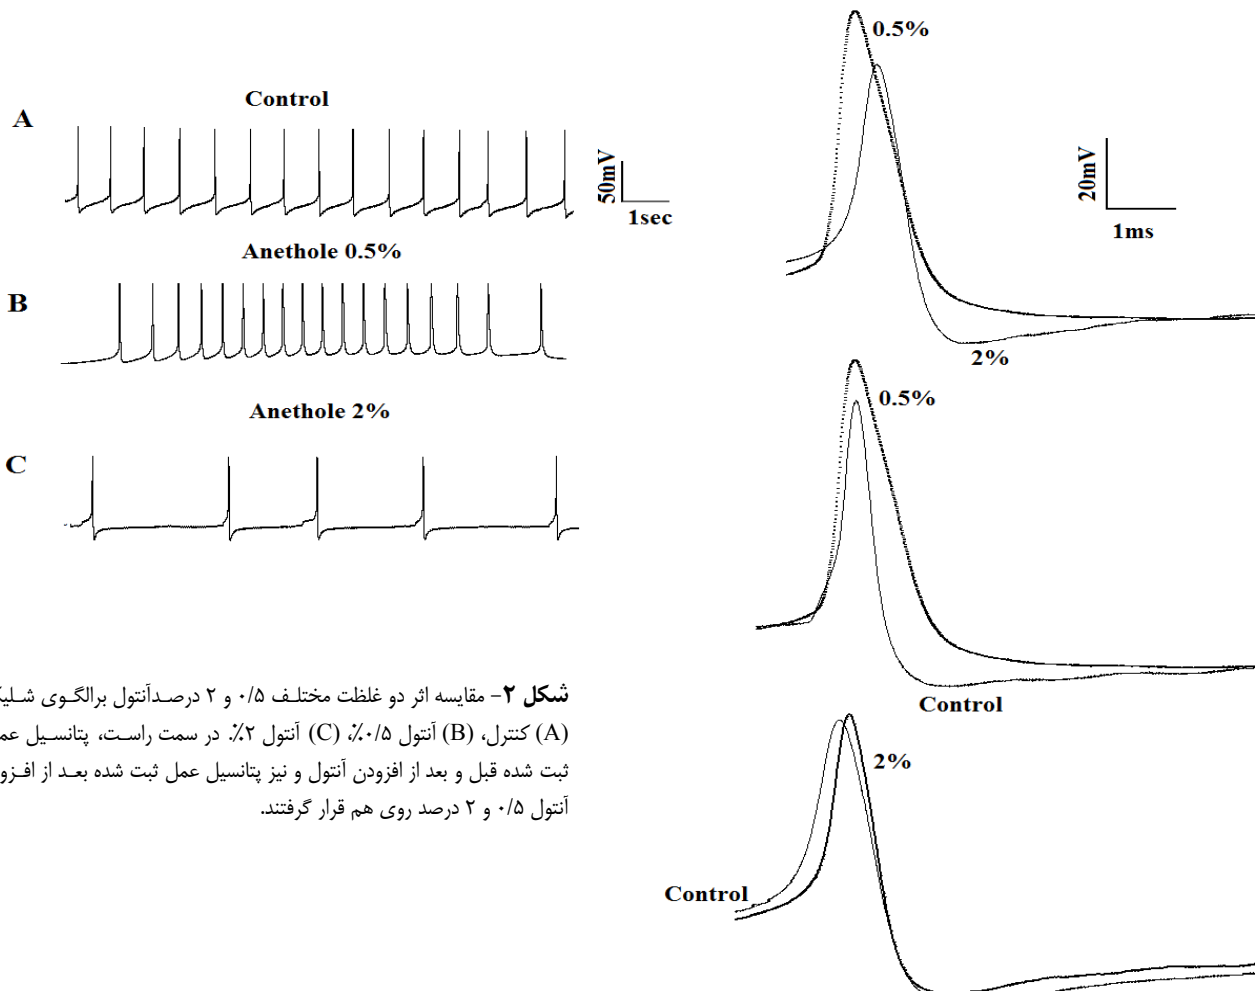 Control
A
50mV
1sec
Anethole 0.5%
B
Anethole 2%
C
0.5%
20mV
1ms
2%
0.5%
Control
2%
Control
شکل ۲- مقایسه اثر دو غلظت مختلف ۰/۵ و ۲ درصدآنتول برالگوی
(A) کنترل، (B) آنتول ۰/۵٪، (C) آنتول ۲٪. در سمت راست، پتانسیل
ثبت شده قبل و بعد از افزودن آنتول و نیز پتانسیل عمل ثبت شده بعد از
آنتول ۰/۵ و ۲ درصد روی هم قرار گرفتند.